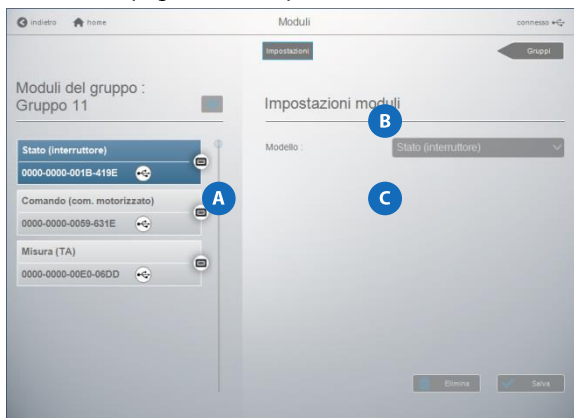 indietro home Moduli connesso
Impostazioni Gruppi
Moduli del gruppo :
Gruppo 11
Impostazioni moduli
B
Modello : Stato (interruttore)
Stato (interruttore)
0000-0000-001B-419E
A
C
Comando (com. motorizzato)
0000-0000-0059-631E
Misura (TA)
0000-0000-00E0-06DD
Elimina Salva